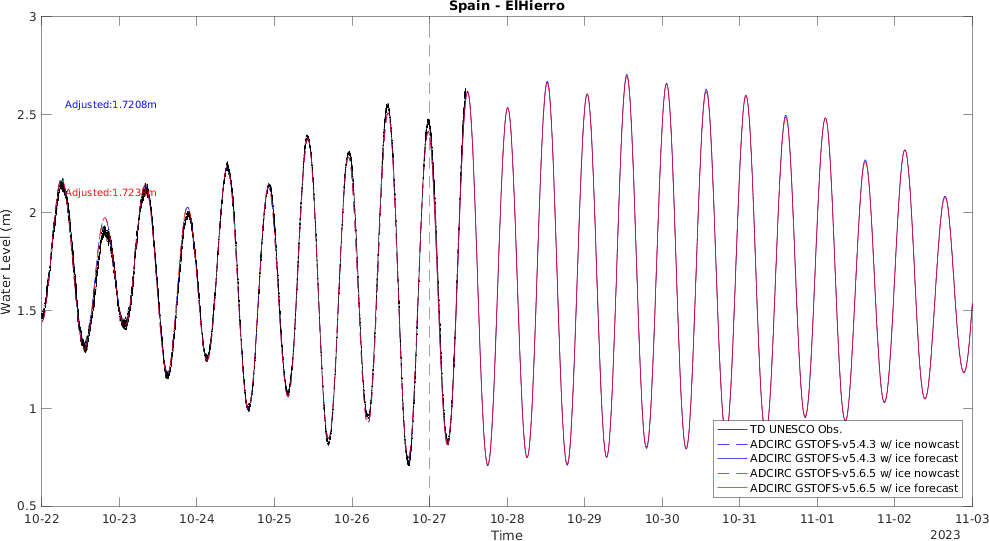 Spain - ElHierro
3
2.5
2
1.5
1
0.5
Water Level (m)
Adjusted:1.7208m
TD UNESCO Obs.
ADCIRC GSTOFS-v5.4.3 w/ ice nowcast
ADCIRC GSTOFS-v5.4.3 w/ ice forecast
ADCIRC GSTOFS-v5.6.5 w/ ice nowcast
ADCIRC GSTOFS-v5.6.5 w/ ice forecast
10-22 10-23 10-24 10-25 10-26 10-27 10-28 10-29 10-30 10-31 11-01 11-02 11-03
Time
2023